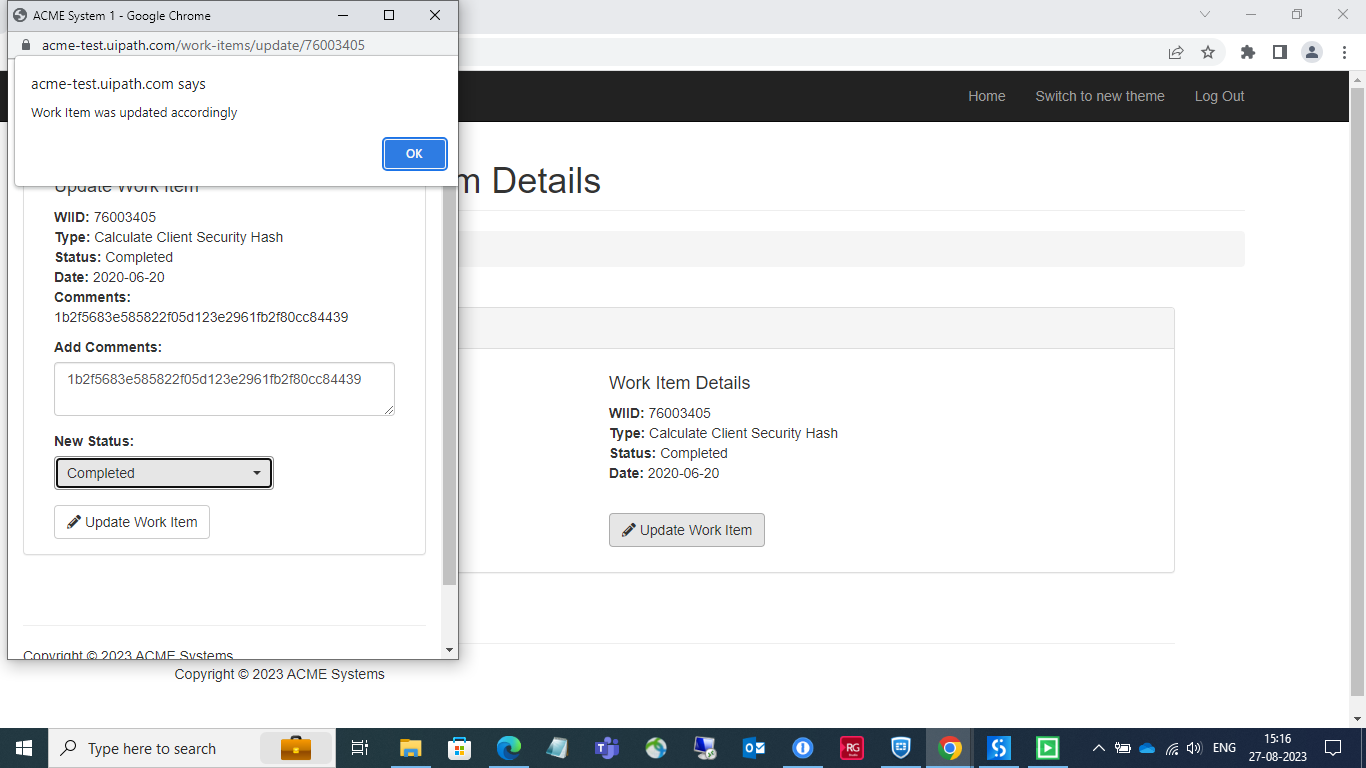 ACME System 1 - Google Chrome
acme-test.uipath.com/work-items/update/76003405
acme-test.uipath.com says
Work Item was updated accordingly
OK
Home Switch to new theme Log Out
m Details
Update Work Item
WIID: 76003405
Type: Calculate Client Security Hash
Status: Completed
Date: 2020-06-20
Comments:
1b2f5683e585822f05d123e2961fb2f80cc84439
Add Comments:
1b2f5683e585822f05d123e2961fb2f80cc84439
New Status:
Completed
Update Work Item
Copyright © 2023 ACME Systems
Work Item Details
WIID: 76003405
Type: Calculate Client Security Hash
Status: Completed
Date: 2020-06-20
Update Work Item
Copyright © 2023 ACME Systems
Type here to search
RG
ENG
15:16
27-08-2023